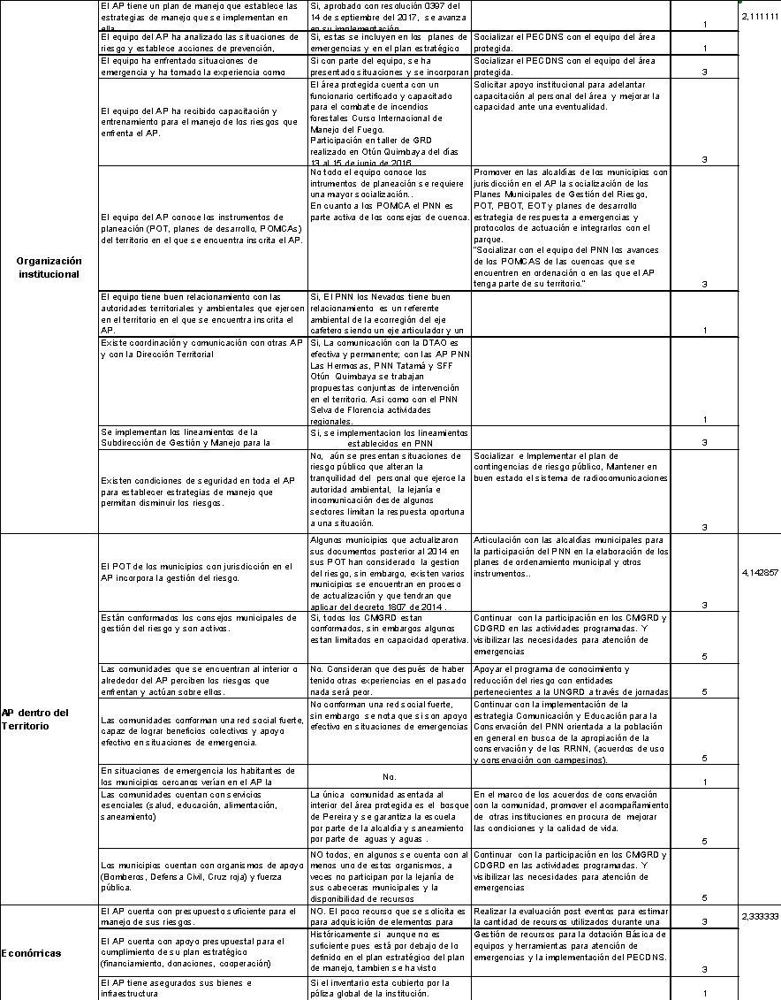 El AP tiene un plan de manejo que establece las
estrategias de manejo que se implementan en
ella.
Si, aprobado con resolución 0397 del
14 de septiembre del 2017,  se avanza
en su implementación
1
2,111111
El equipo del AP ha analizado las situaciones de
riesgo y establece acciones de prevención,
Si, estas se incluyen en los  planes de
emergencias y en el plan estratégico
Socializar el PECDNS con el equipo del área
protegida.
1
El equipo ha enfrentado situaciones de
emergencia y ha tomado la experiencia como
Si con parte del equipo, se ha
presentado situaciones y se incorporan
Socializar el PECDNS con el equipo del área
protegida.
3
El equipo del AP ha recibido capacitación y
entrenamiento para el manejo de los riesgos que
enfrenta el AP.
El área protegida cuenta con un
funcionario certificado y capacitado
para el combate de incendios
forestales Curso Internacional de
Manejo del Fuego.
Participación en taller de GRD
realizado en Otún Quimbaya del días
13 al 15 de junio de 2016
Solicitar apoyo institucional para adelantar
capacitación al personal del área  y mejorar la
capacidad ante una eventualidad.
3
Organización
institucional
El equipo del AP conoce los instrumentos de
planeación (POT, planes de desarrollo, POMCAs)
del territorio en el que se encuentra inscrita el AP.
No todo el equipo conoce los
intrumentos de planeación se requiere
una mayor socialización..
En cuanto a los POMCA el PNN es
parte activa de los consejos de cuenca.
Promover en las alcaldías de los municipios con
jurisdicción en el AP la socialización de los
Planes Municipales de Gestión del Riesgo,
POT, PBOT, EOT y planes de desarrollo
estrategia de respuesta a emergencias y
protocolos de actuación e integrarlos con el
parque.
"Socializar con el equipo del PNN los avances
de los POMCAS de las cuencas que se
encuentren en ordenación o en las que el AP
tenga parte de su territorio."
3
El equipo tiene buen relacionamiento con las
autoridades territoriales y ambientales que ejercen
en el territorio en el que se encuentra inscrita el
AP.
Si, El PNN los Nevados tiene buen
relacionamiento  es un referente
ambiental de la ecorregión del eje
cafetero siendo un eje articulador y un
1
Existe coordinación y comunicación con otras AP
y con la Dirección Territorial
Si, La comunicación con la DTAO es
efectiva y permanente; con las AP PNN
Las Hermosas, PNN Tatamá y SFF
Otún  Quimbaya se trabajan
propuestas conjuntas de intervención
en el territorio. Asi como con el PNN
Selva de Florencia actividades
regionales.
1
Se implementan los lineamientos de la
Subdirección de Gestión y Manejo para la
Si, se implementacion los lineamientos
establecidos en PNN
3
Existen condiciones de seguridad en toda el AP
para establecer estrategias de manejo que
permitan disminuir los riesgos.
No,  aún se presentan situaciones de
riesgo público que alteran la
tranquilidad del  personal que ejerce la
autoridad ambiental,  la lejanía e
incomunicación desde algunos
sectores limitan la respuesta oportuna
a una situación.
Socializar  e Implementar el plan de
contingencias de riesgo público, Mantener en
buen estado el sistema de radiocomunicaciones
3
El POT de los municipios con jurisdicción en el
AP incorpora la gestión del riesgo.
Algunos municipios que actualizaron
sus documentos posterior al 2014 en
sus POT han considerado  la gestion
del riesgo, sin embargo, existen varios
municipios se encuentran en proceso
de actualización y que tendran que
aplicar del decreto 1807 de 2014 .
Articulación con las alcaldías municipales para
la participación del PNN en la elaboración de los
planes de ordenamiento municipal y otros
instrumentos..
3
4,142857
Están conformados los consejos municipales de
gestión del riesgo y son activos.
Si, todos los CMGRD estan
conformados, sin embargos algunos
estan limitados en capacidad operativa.
Continuar  con la participación en los CMGRD y
CDGRD en las actividades programadas.  Y
visibilizar las necesidades para atención de
emergencias
5
Las comunidades que se encuentran al interior o
alrededor del AP perciben los riesgos que
enfrentan y actúan sobre ellos.
No. Consideran que después de haber
tenido otras experiencias en el pasado
nada será peor.
Apoyar el programa de conocimiento y
reducción del riesgo con entidades
pertenecientes a la UNGRD a través de jornadas
5
AP dentro del
Territorio
Las comunidades conforman una red social fuerte,
capaz de lograr beneficios colectivos y apoyo
efectivo en situaciones de emergencia.
No conforman una red social fuerte,
sin embargo  se nota que si son apoyo
efectivo en situaciones de emergencias
Continuar con la implementación de la
estrategia Comunicación y Educación para la
Conservación del PNN orientada a la población
en general en busca de la apropiación de la
conservación y de los RRNN, (acuerdos de uso
y conservación con campesinos).
5
En situaciones de emergencia los habitantes de
los municipios cercanos verían en el AP la
No.
1
Las comunidades cuentan con servicios
esenciales (salud, educación, alimentación,
saneamiento)
La única  comunidad asentada al
interior del área protegida es el  bosque
de Pereira y se garantiza la escuela
por parte de la alcaldía y saneamiento
por parte de  aguas y aguas .
En el marco de los acuerdos de conservación
con la comunidad, promover el acompañamiento
de  otras instituciones en procura de  mejorar
las condiciones y la calidad de vida.
5
Los municipios cuentan con organismos de apoyo
(Bomberos, Defensa Civil, Cruz roja) y fuerza
pública.
NO todos, en algunos se cuenta con al
menos uno de estos organismos, a
veces no participan por la lejanía de
sus cabeceras municipales y la
disponibilidad de recursos
Continuar  con la participación en los CMGRD y
CDGRD en las actividades programadas.  Y
visibilizar las necesidades para atención de
emergencias
5
Económicas
El AP cuenta con presupuesto suficiente para el
manejo de sus riesgos.
NO. El poco recurso que se solicita es
para adquisición de elementos para
Realizar la evaluación post eventos para estimar
la cantidad de recursos utilizados durante una
3
2,333333
El AP cuenta con apoyo presupuestal para el
cumplimiento de su plan estratégico
(financiamiento, donaciones, cooperación)
Históricamente si  aunque no es
suficiente pues está por debajo de lo
definido en el plan estratégico del plan
de manejo, tambien se ha visto
Gestión de recursos para la dotación Básica de
equipos y herramientas para atención de
emergencias y la implementación del PECDNS.
3
El AP tiene asegurados sus bienes e
infraestructura
Si el inventario esta cubierto por la
póliza global de la institución.
1